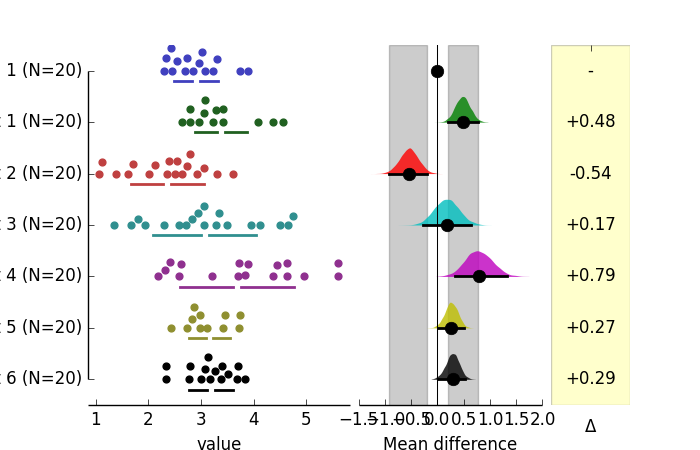 1 (N=20)
-
1 (N=20)
+0.48
2 (N=20)
-0.54
3 (N=20)
+0.17
4 (N=20)
+0.79
5 (N=20)
+0.27
6 (N=20)
+0.29
1 2 3 4 5
−1.5 −1.0 −0.5 0.0 0.5 1.0 1.5 2.0
value
Mean difference
Δ